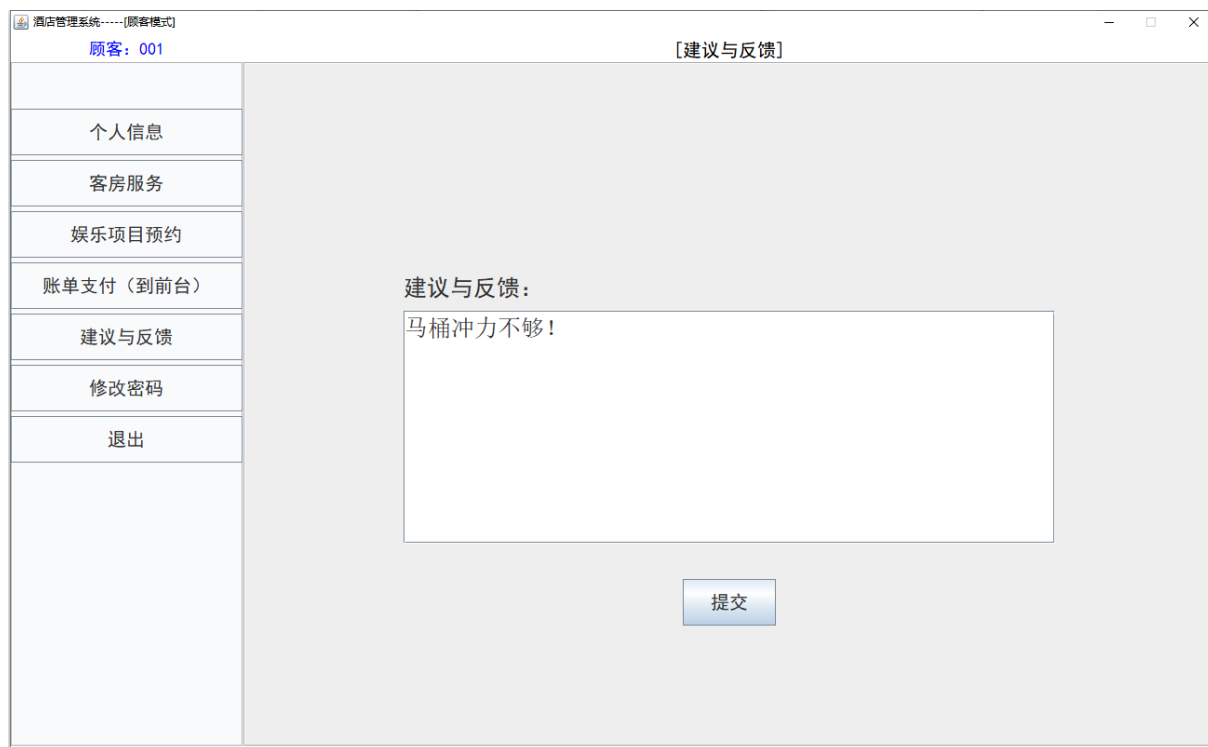 酒店管理系统-----[顾客模式]
顾客：001
[建议与反馈]
个人信息
客房服务
娱乐项目预约
账单支付（到前台）
建议与反馈
修改密码
退出
建议与反馈：
马桶冲力不够！
提交